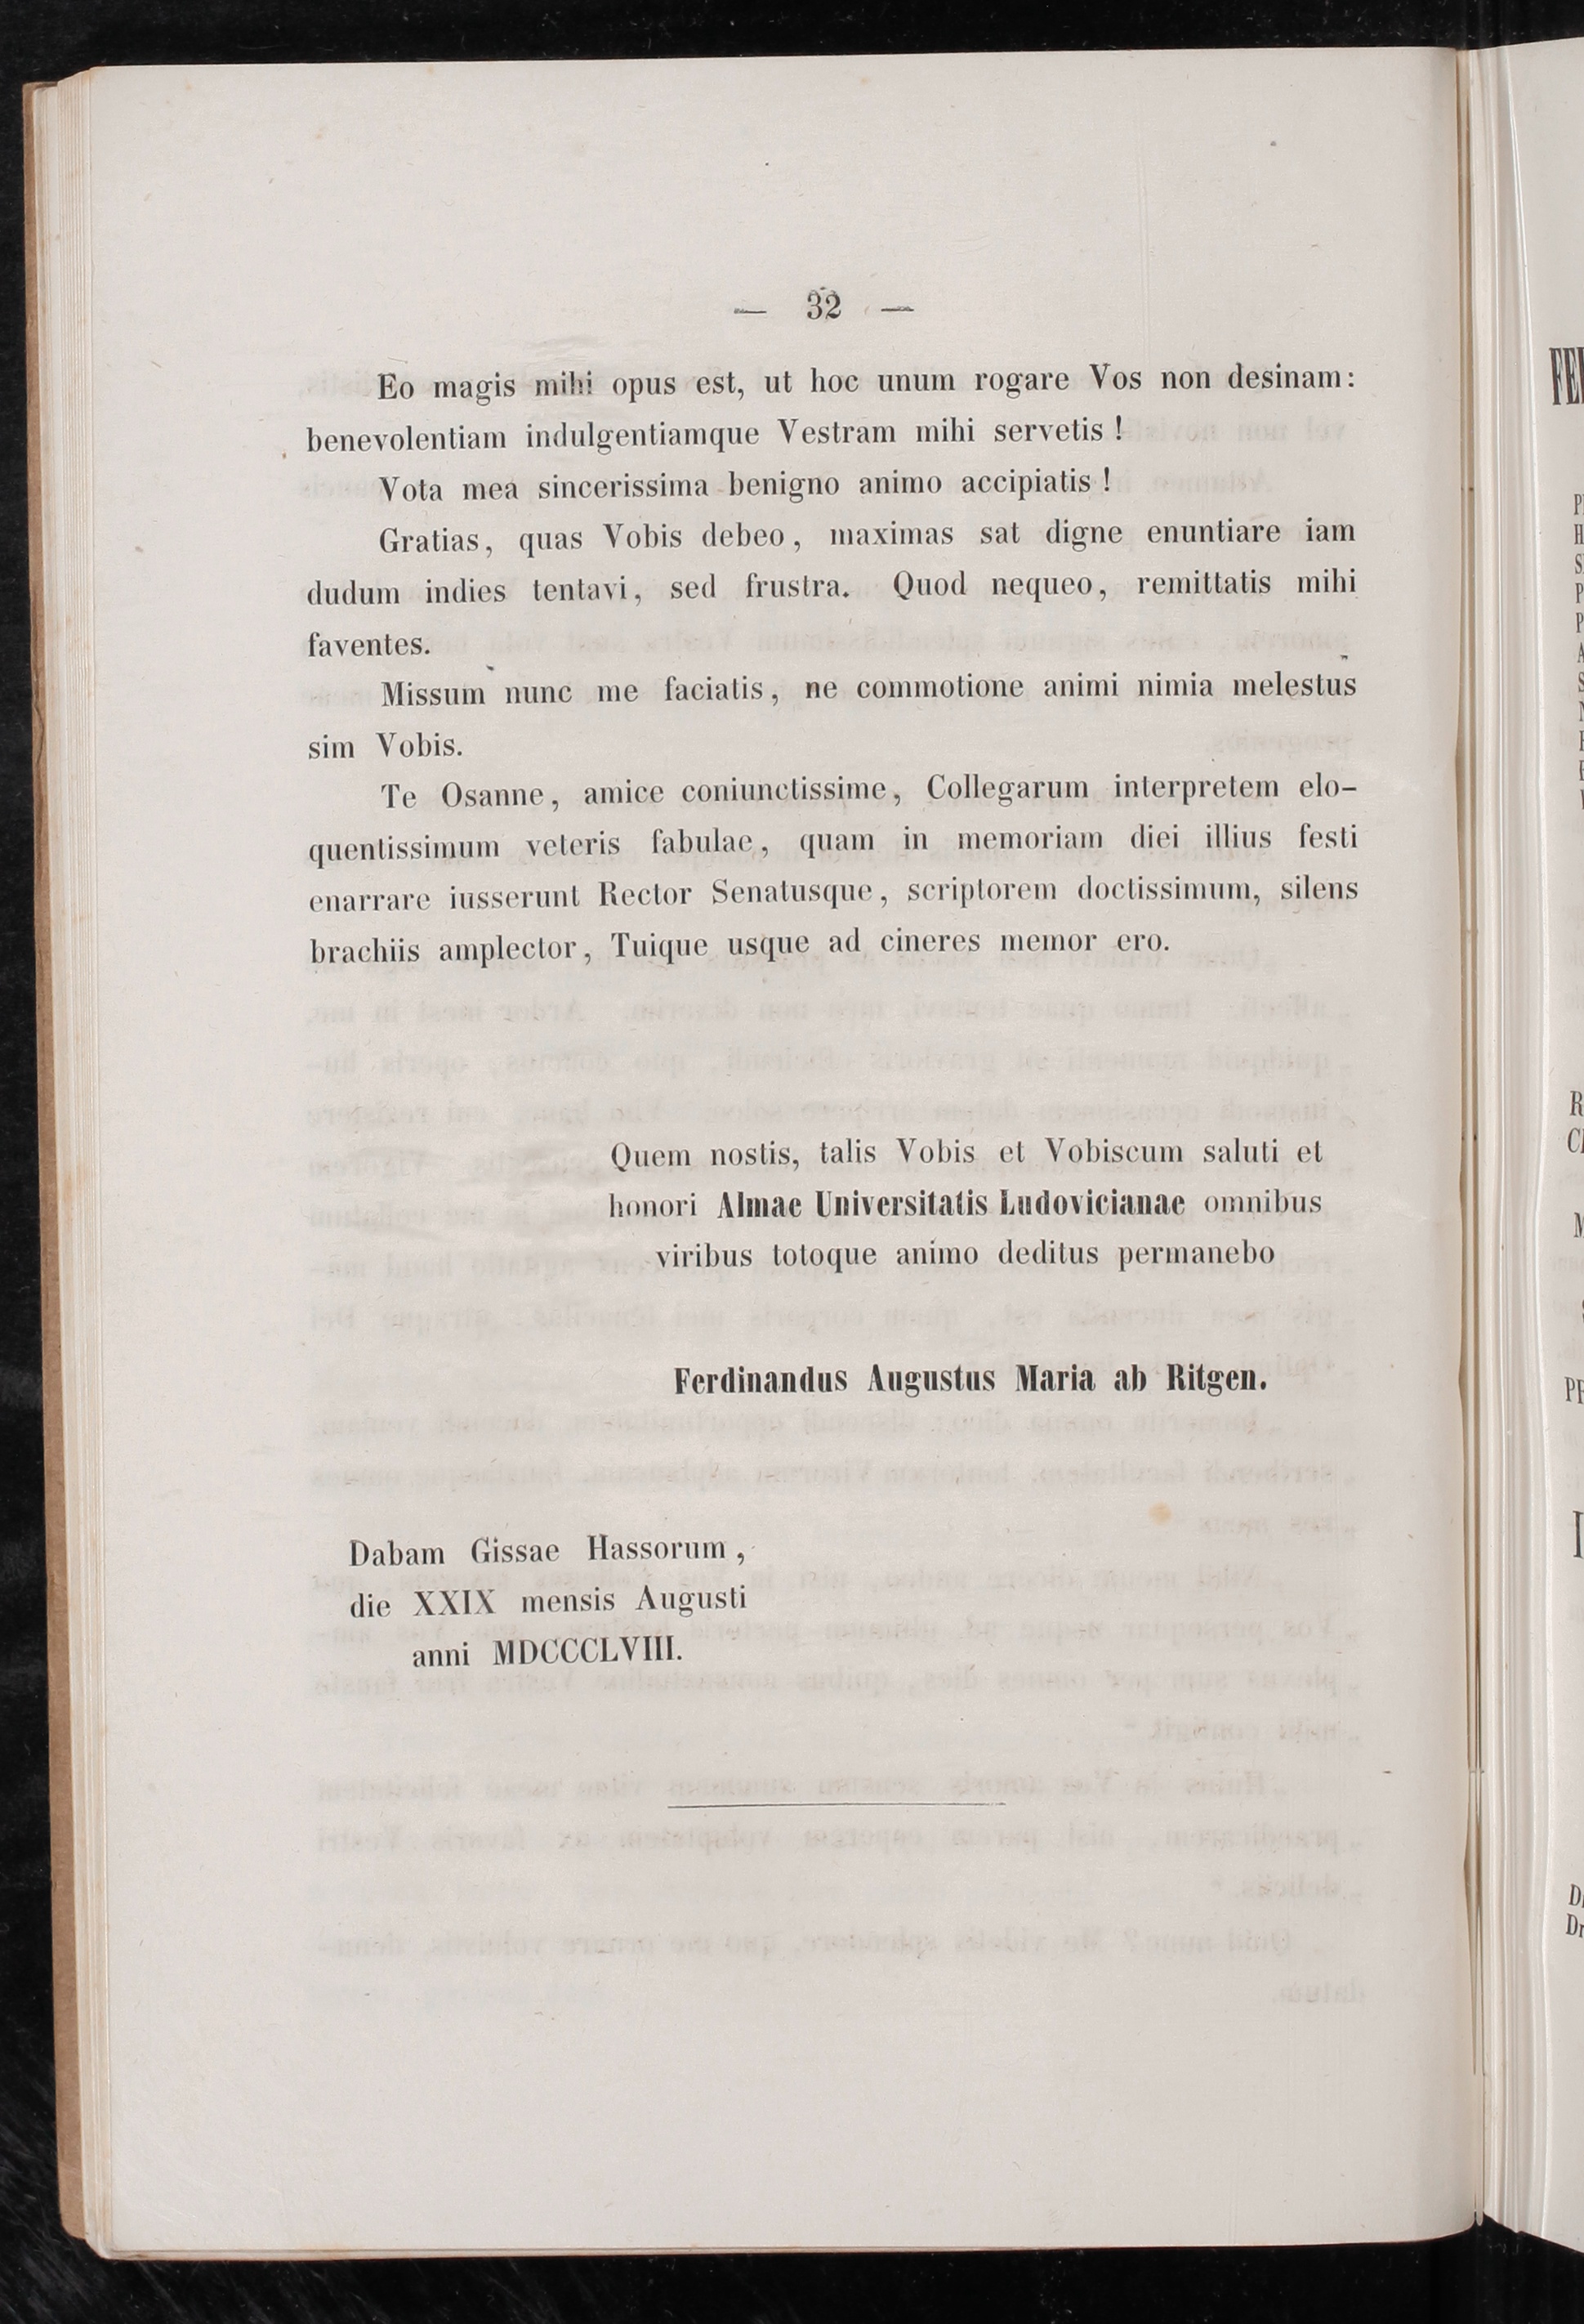 — 32 —
Eo magis mihi opus est, ut hoc unum rogare Vos non desinam:
benevolentiam indulgentiamque Vestram mihi servetis!
Vota mea sincerissima benigno animo accipiatis!
Gratias, quas Vobis debeo, maximas sat digne enuntiare iam
dudum indies tentavi, sed frustra. Quod nequeo, remittatis mihi
faventes.
Missum nunc me faciatis, ne commotione animi nimia melestus
sim Vobis.
Te Osanne, amice coniunctissime, Collegarum interpretem elo-
quentissimum veteris fabulae, quam in memoriam diei illius festi
enarrare iusserunt Rector Senatusque, scriptorem doctissimum, silens
brachiis amplector, Tuique usque ad cineres memor ero.
Quem nostis, talis Vobis et Vobiscum saluti et
honori Almae Universitatis Ludovicianae omnibus
viribus totoque animo deditus permanebo
Ferdinandus Augustus Maria ab Ritgen.
Dabam Gissae Hassorum,
die XXIX mensis Augusti
anni MDCCCLVIII.